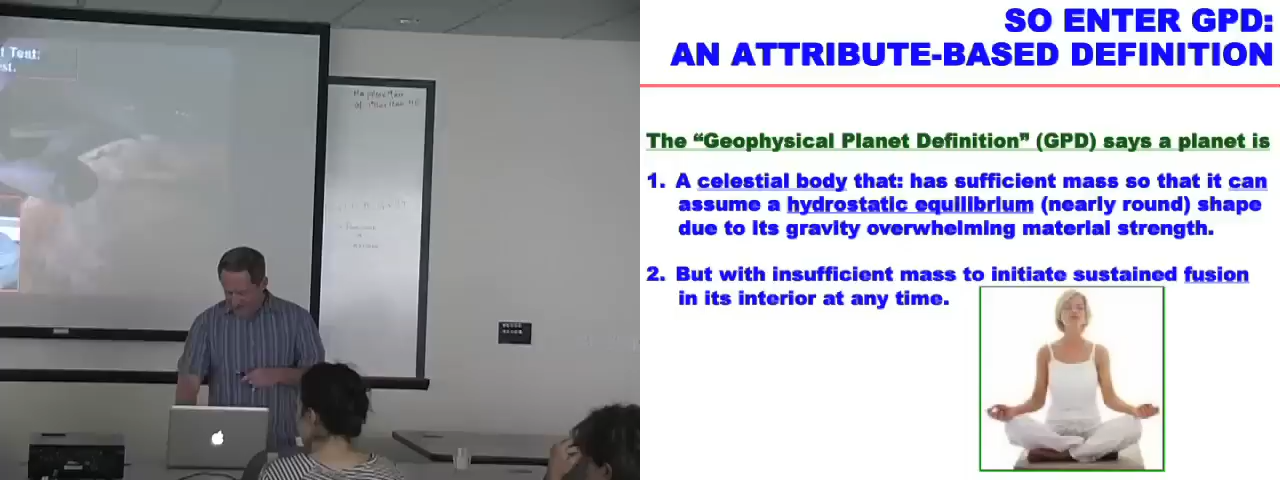 t Test:
est.
SO ENTER GPD:
AN ATTRIBUTE-BASED DEFINITION
The “Geophysical Planet Definition” (GPD) says a planet is
1. A celestial body that: has sufficient mass so that it can
assume a hydrostatic equilibrium (nearly round) shape
due to its gravity overwhelming material strength.
2. But with insufficient mass to initiate sustained fusion
in its interior at any time.